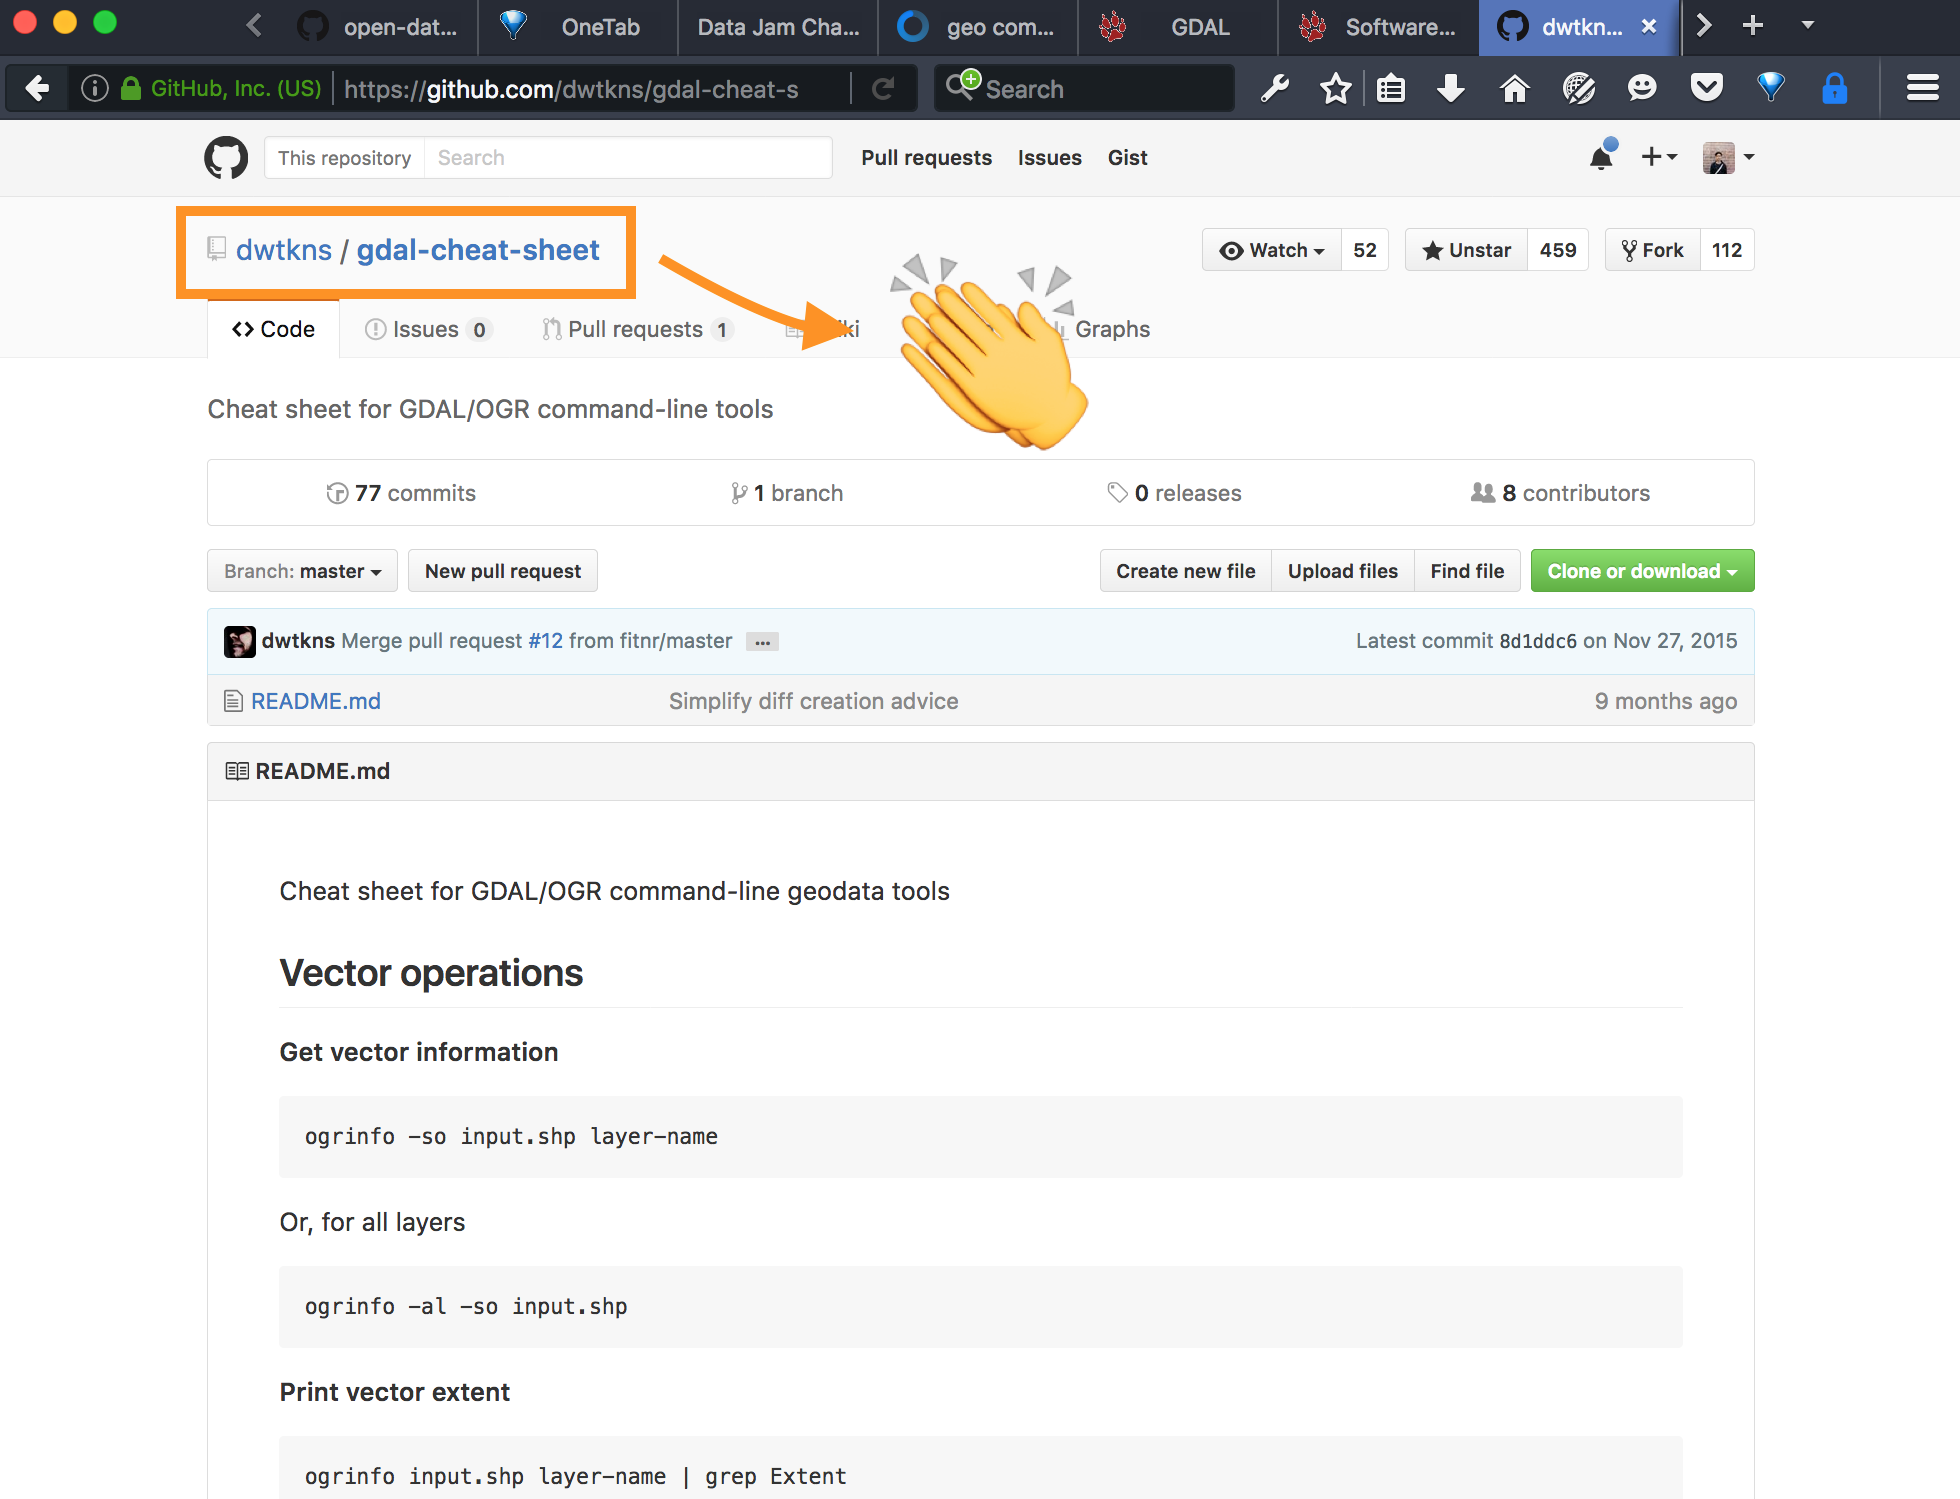 open-dat...
OneTab
Data Jam Cha...
geo com...
GDAL
Software...
dwtkn...
GitHub, Inc. (US)
https://github.com/dwtkns/gdal-cheat-s
Search
This repository
Search
Pull requests
Issues
Gist
dwtkns / gdal-cheat-sheet
Watch 52
Unstar 459
Fork 112
Code
Issues 0
Pull requests 1
ki
Graphs
Cheat sheet for GDAL/OGR command-line tools
77 commits
1 branch
0 releases
8 contributors
Branch: master
New pull request
Create new file
Upload files
Find file
Clone or download
dwtkns Merge pull request #12 from fitnr/master ...
Latest commit 8d1ddc6 on Nov 27, 2015
README.md
Simplify diff creation advice
9 months ago
README.md
Cheat sheet for GDAL/OGR command-line geodata tools
Vector operations
Get vector information
ogrinfo -so input.shp layer-name
Or, for all layers
ogrinfo -al -so input.shp
Print vector extent
ogrinfo input.shp layer-name | grep Extent